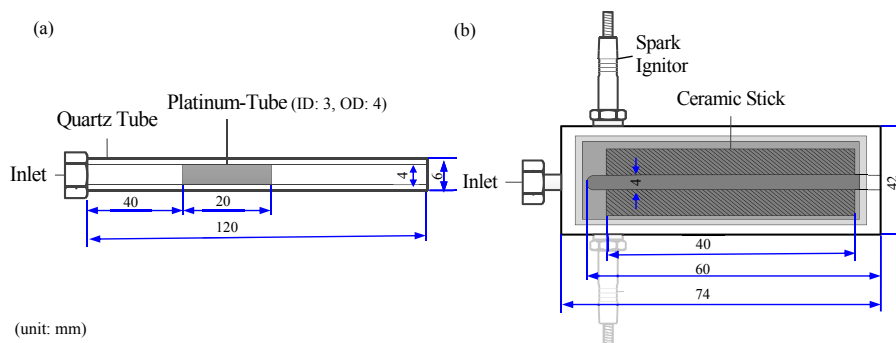 (a)
Platinum-Tube (ID: 3, OD: 4)
Quartz Tube
Inlet
4
6
40
20
120
(unit: mm)
(b)
Spark
Ignitor
Ceramic Stick
Inlet
4
42
40
60
74